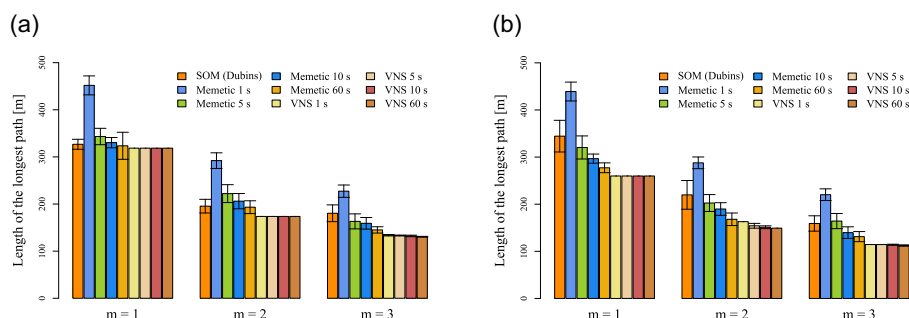 (a)
Length of the longest path [m]
500
400
300
200
100
0
SOM (Dubins)
Memetic 1 s
Memetic 5 s
Memetic 10 s
Memetic 60 s
VNS 1 s
VNS 5 s
VNS 10 s
VNS 60 s
m = 1
m = 2
m = 3
(b)
Length of the longest path [m]
500
400
300
200
100
0
SOM (Dubins)
Memetic 1 s
Memetic 5 s
Memetic 10 s
Memetic 60 s
VNS 1 s
VNS 5 s
VNS 10 s
VNS 60 s
m = 1
m = 2
m = 3